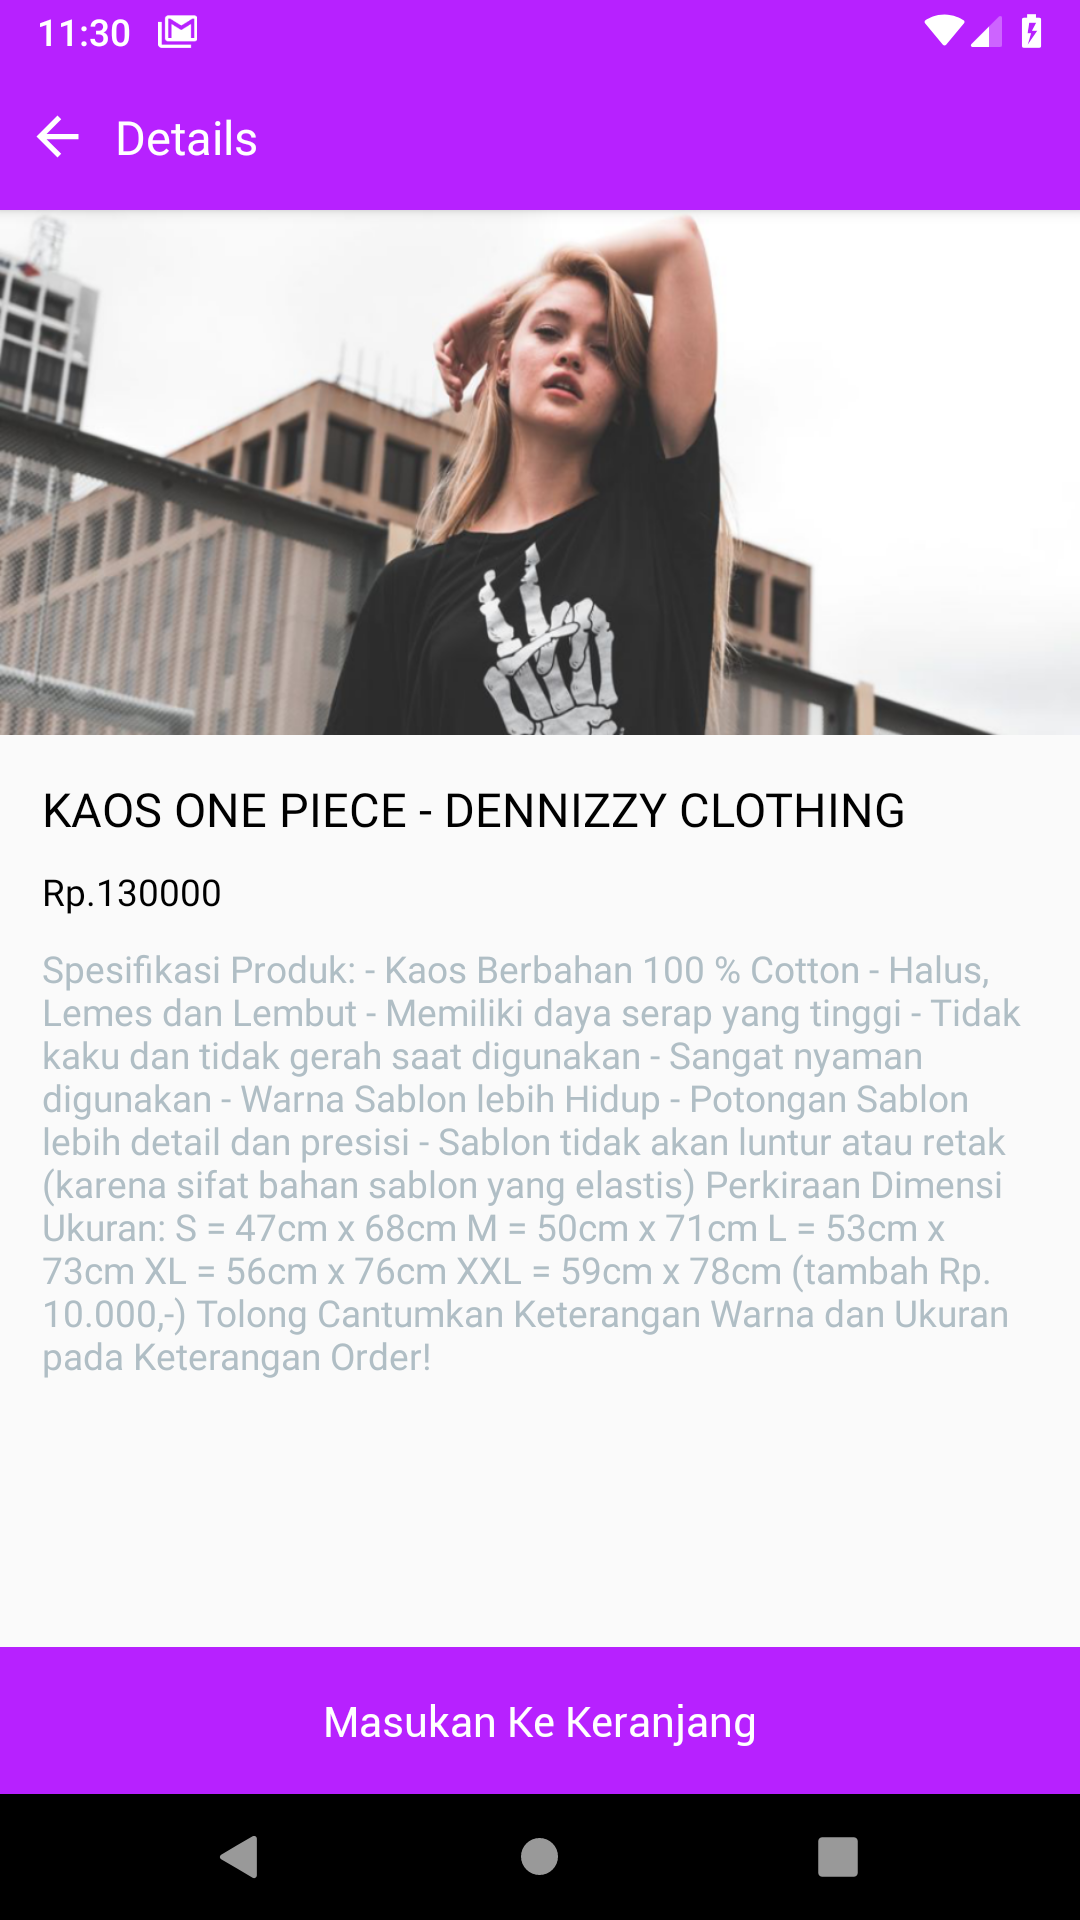 11:30
Details
KAOS ONE PIECE - DENNIZZY CLOTHING
Rp.130000
Spesifikasi Produk: - Kaos Berbahan 100 % Cotton - Halus,
Lemes dan Lembut - Memiliki daya serap yang tinggi - Tidak
kaku dan tidak gerah saat digunakan - Sangat nyaman
digunakan - Warna Sablon lebih Hidup - Potongan Sablon
lebih detail dan presisi - Sablon tidak akan luntur atau retak
(karena sifat bahan sablon yang elastis) Perkiraan Dimensi
Ukuran: S = 47cm x 68cm M = 50cm x 71cm L = 53cm x
73cm XL = 56cm x 76cm XXL = 59cm x 78cm (tambah Rp.
10.000,-) Tolong Cantumkan Keterangan Warna dan Ukuran
pada Keterangan Order!
Masukan Ke Keranjang